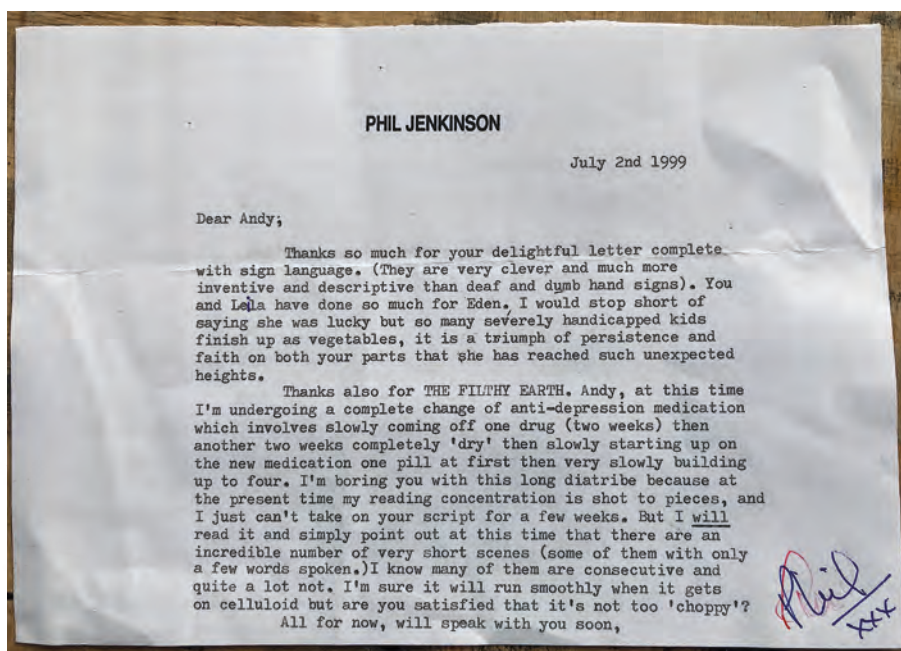 PHIL JENKINSON
July 2nd 1999
Dear Andy;
Thanks so much for your delightful letter complete
with sign language. (They are very clever and much more
inventive and descriptive than deaf and dumb hand signs). You
and Leila have done so much for Eden. I would stop short of
saying she was lucky but so many severely handicapped kids
finish up as vegetables, it is a triumph of persistence and
faith on both your parts that she has reached such unexpected
heights.
Thanks also for THE FILTHY EARTH. Andy, at this time
I'm undergoing a complete change of anti-depression medication
which involves slowly coming off one drug (two weeks) then
another two weeks completely 'dry' then slowly starting up on
the new medication one pill at first then very slowly building
up to four. I'm boring you with this long diatribe because at
the present time my reading concentration is shot to pieces, and
I just can't take on your script for a few weeks. But I will
read it and simply point out at this time that there are an
incredible number of very short scenes (some of them with only
a few words spoken.)I know many of them are consecutive and
quite a lot not. I'm sure it will run smoothly when it gets
on celluloid but are you satisfied that it's not too 'choppy'?
All for now, will speak with you soon,
Phil
xxx